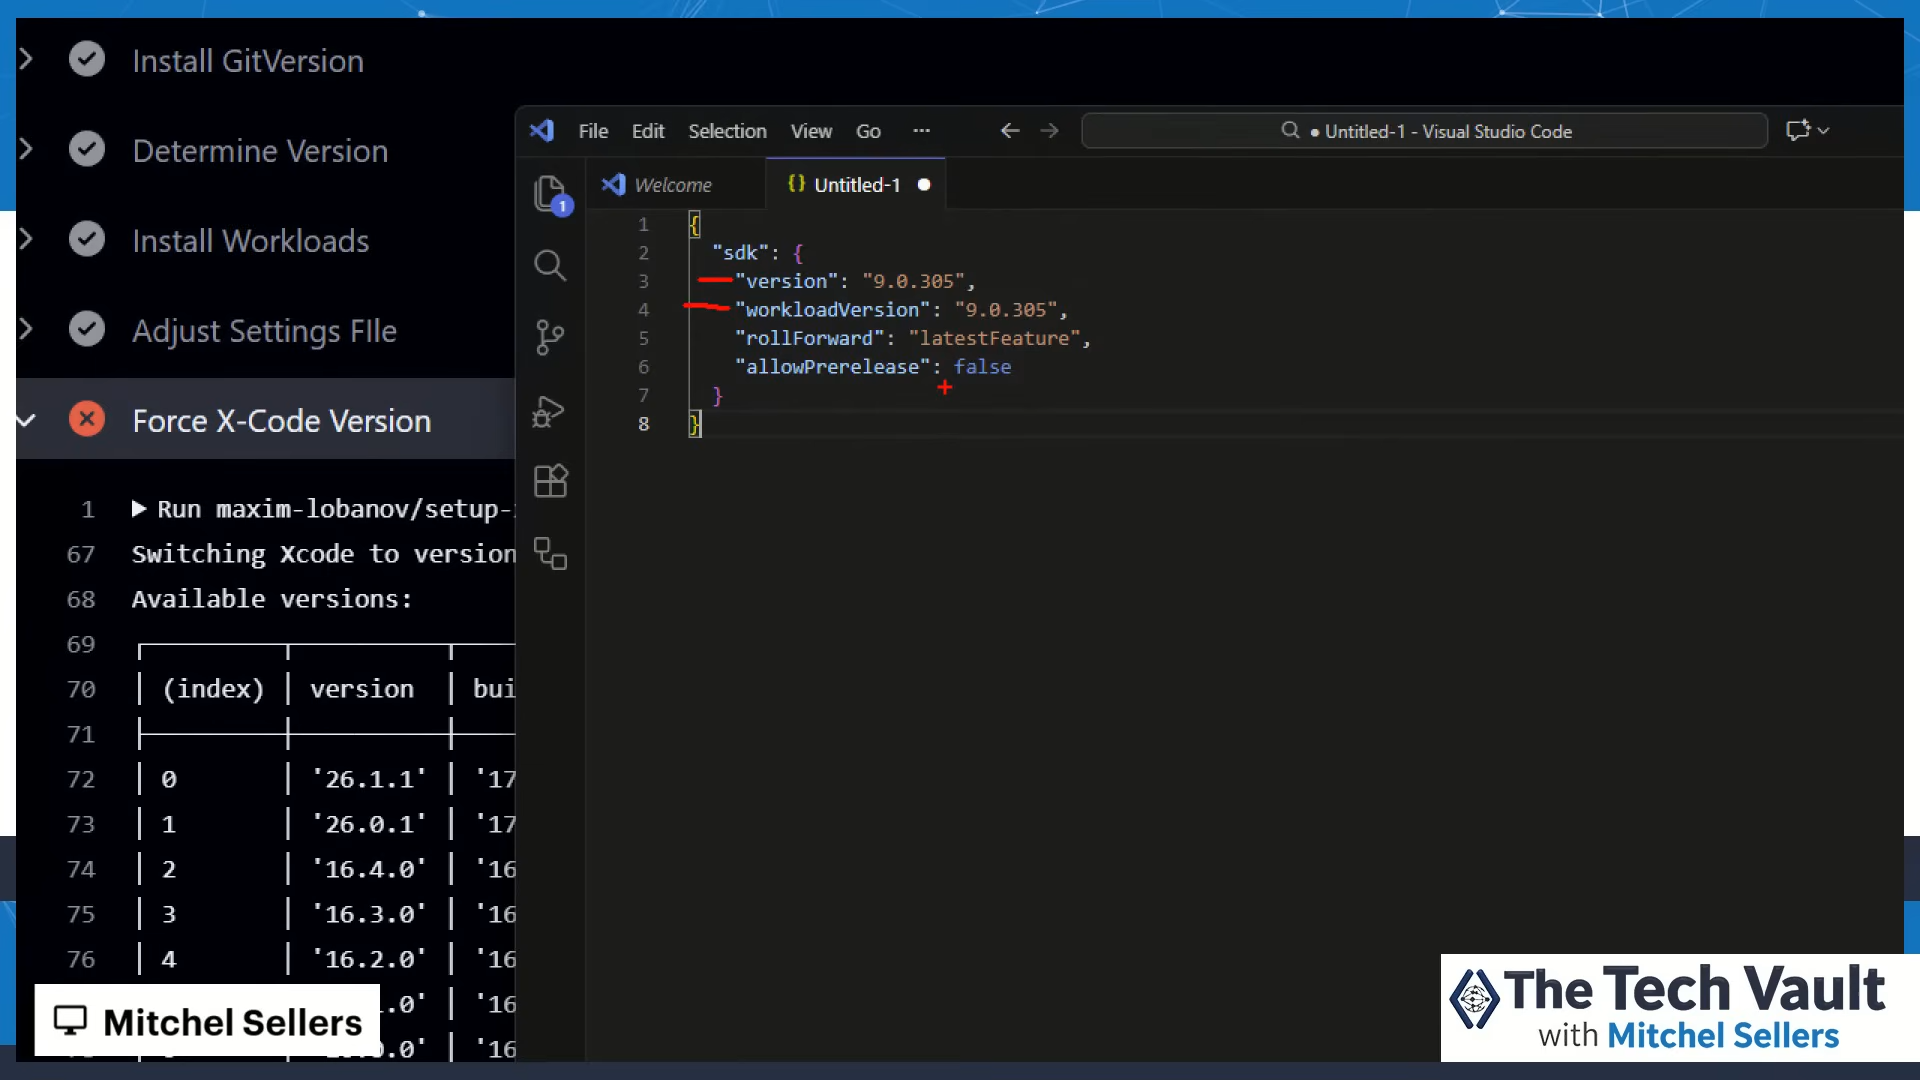 Install GitVersion
Determine Version
Install Workloads
Adjust Settings FIle
Force X-Code Version
1 Run maxim-lobanov/setup-
67 Switching Xcode to version
68 Available versions:
69
70 (index) version bui
71
72 0 '26.1.1' '17
73 1 '26.0.1' '17
74 2 '16.4.0' '16
75 3 '16.3.0' '16
76 4 '16.2.0' '16
.0' '16
.0' '16
Mitchel Sellers
File Edit Selection View Go ···
● Untitled-1 - Visual Studio Code
1
Welcome
{} Untitled-1
1 {
2 "sdk": {
3 "version": "9.0.305",
4 "workloadVersion": "9.0.305",
5 "rollForward": "latestFeature",
6 "allowPrerelease": false
7 }
8 }
The Tech Vault
with Mitchel Sellers